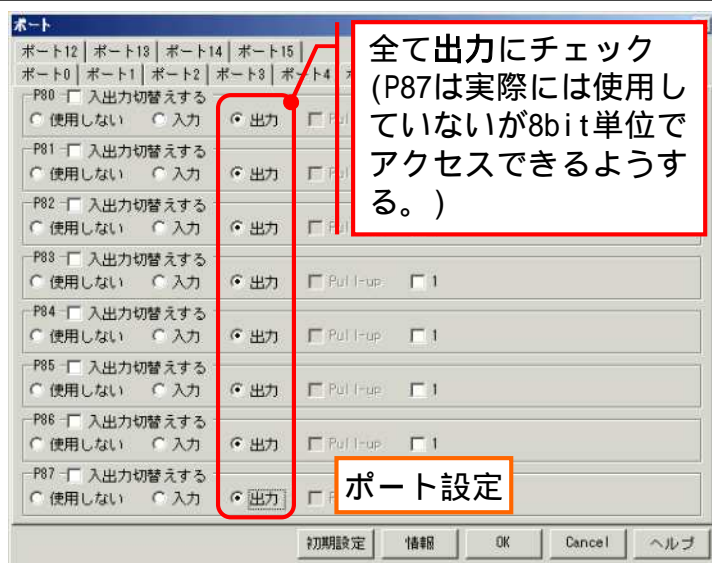 ポート
ポート12 ポート13 ポート14 ポート15
ポート0 ポート1 ポート2 ポート3 ポート4
全て出力にチェック
(P87は実際には使用し
ていないが8bit単位で
アクセスできるようす
る。)
P80 入出力切替えする
使用しない 入力 出力
P81 入出力切替えする
使用しない 入力 出力
P82 入出力切替えする
使用しない 入力 出力
P83 入出力切替えする
使用しない 入力 出力 Pull-up 1
P84 入出力切替えする
使用しない 入力 出力 Pull-up 1
P85 入出力切替えする
使用しない 入力 出力 Pull-up 1
P86 入出力切替えする
使用しない 入力 出力 Pull-up 1
P87 入出力切替えする
使用しない 入力 出力
ポート設定
初期設定 情報 OK Cancel ヘルプ